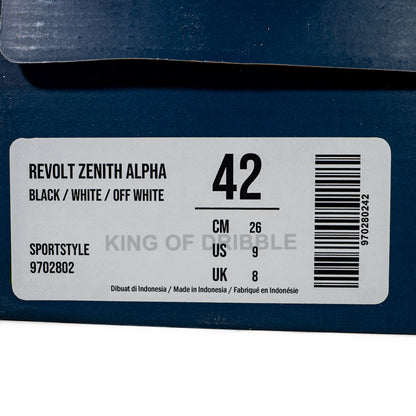 REVOLT ZENITH ALPHA
BLACK / WHITE / OFF WHITE
SPORTSTYLE
9702802
42
CM 26
US 9
UK 8
KING OF DRIBBLE
Dibuat di Indonesia / Made in Indonesia / Fabriqué en Indonésie
970280242